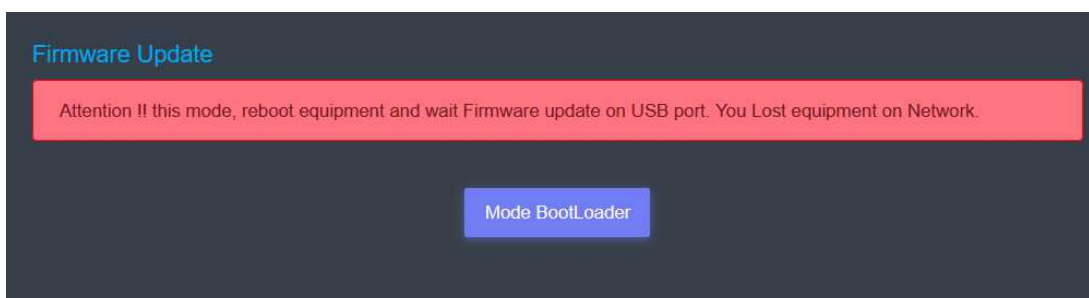 Firmware Update
Attention !! this mode, reboot equipment and wait Firmware update on USB port. You Lost equipment on Network.
Mode BootLoader